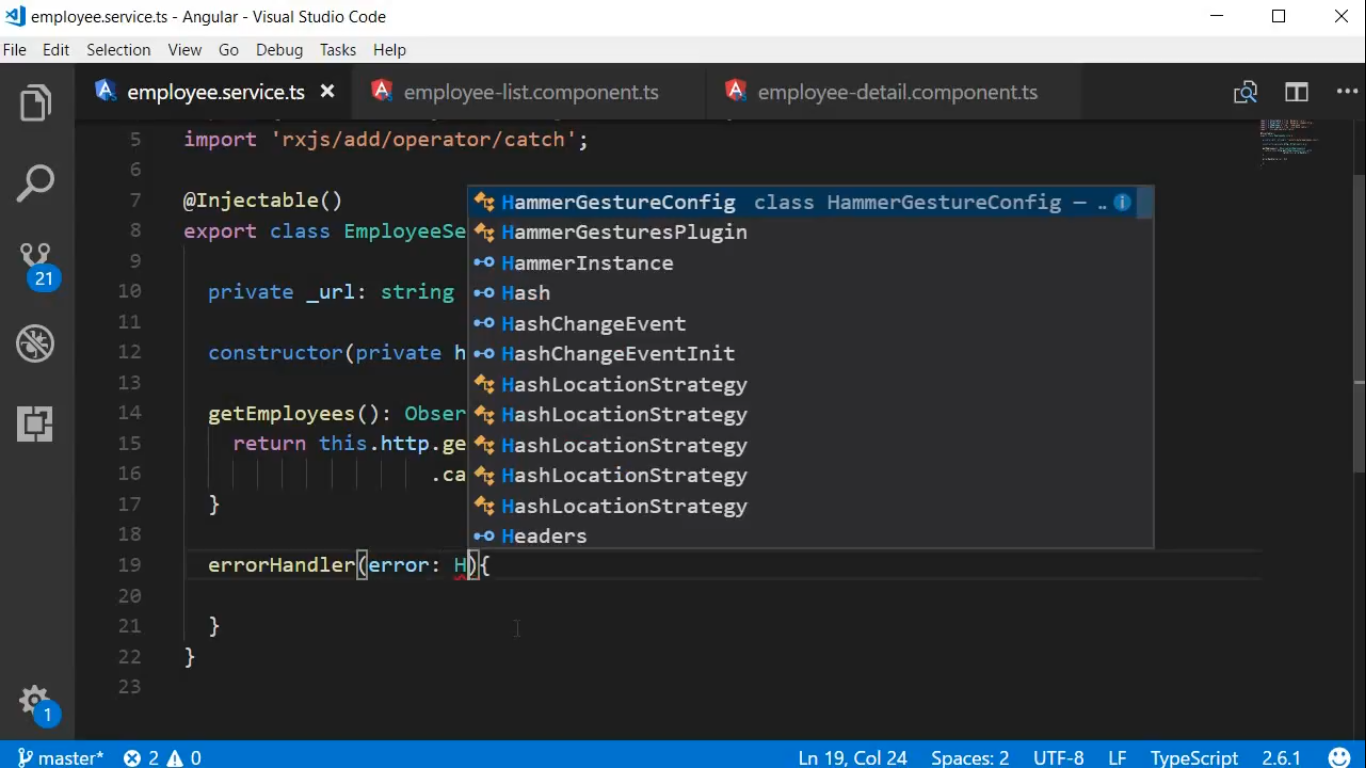 employee.service.ts - Angular - Visual Studio Code
File Edit Selection View Go Debug Tasks Help
employee.service.ts employee-list.component.ts employee-detail.component.ts
5 import 'rxjs/add/operator/catch';
6
7 @Injectable()
8 export class EmployeeSe
9
10 private _url: string
11
12 constructor(private h
13
14 getEmployees(): Obser
15 return this.http.ge
16 .ca
17 }
18
19 errorHandler(error: H){
20
21 }
22 }
23
HammerGestureConfig class HammerGestureConfig — ..
HammerGesturesPlugin
HammerInstance
Hash
HashChangeEvent
HashChangeEventInit
HashLocationStrategy
HashLocationStrategy
HashLocationStrategy
HashLocationStrategy
HashLocationStrategy
Headers
21
1
master* 2 0 Ln 19, Col 24 Spaces: 2 UTF-8 LF TypeScript 2.6.1